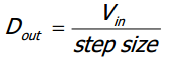 D_out = V_in / step size